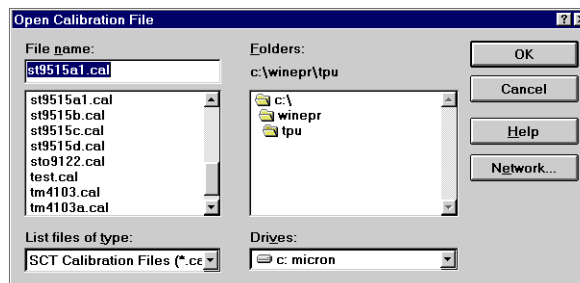 Open Calibration File
File name:
st9515a1.cal
st9515a1.cal
st9515b.cal
st9515c.cal
st9515d.cal
sto9122.cal
test.cal
tm4103.cal
tm4103a.cal
List files of type:
SCT Calibration Files (*.ca
Folders:
c:\winepr\tpu
c:\
winepr
tpu
Drives:
c: micron
OK
Cancel
Help
Network...